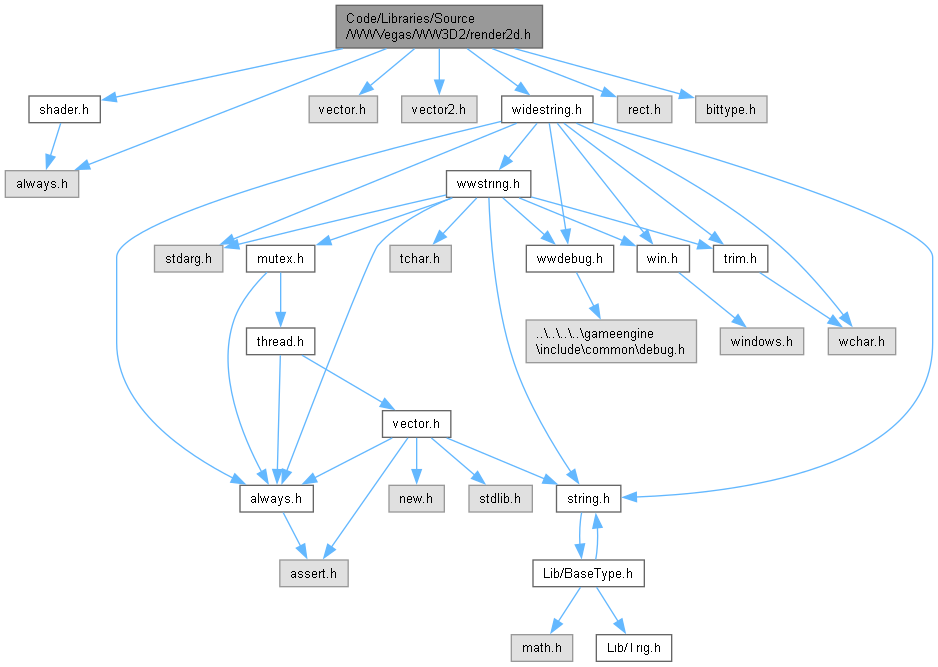 Code/Libraries/Source
/WWVegas/WW3D2/render2d.h
shader.h
vector.h
vector2.h
widestring.h
rect.h
bittype.h
always.h
wwstring.h
stdarg.h
mutex.h
tchar.h
wwdebug.h
win.h
trim.h
thread.h
..\..\..\..\gameengine
\include\common\debug.h
windows.h
wchar.h
vector.h
always.h
new.h
stdlib.h
string.h
assert.h
Lib/BaseType.h
math.h
Lib/Trig.h